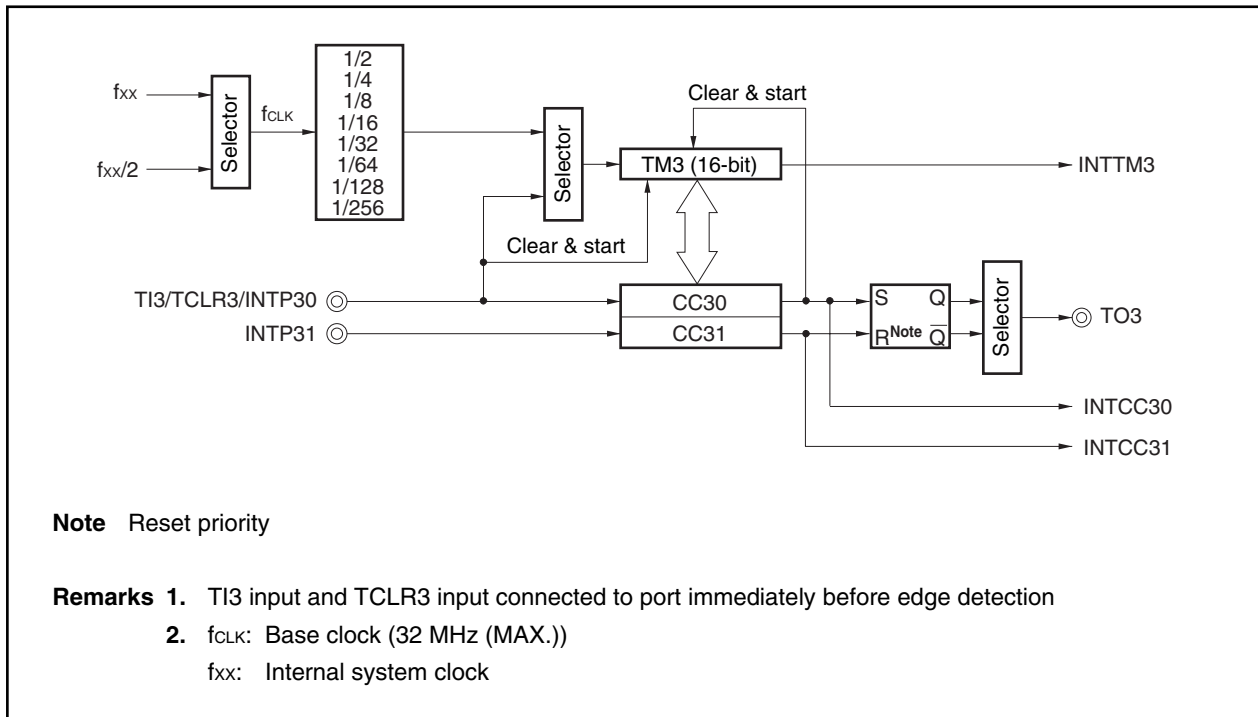 fXX
fXX/2
Selector
fCLK
1/2
1/4
1/8
1/16
1/32
1/64
1/128
1/256
Selector
Clear & start
TM3 (16-bit)
INTTM3
Clear & start
TI3/TCLR3/INTP30
INTP31
CC30
CC31
S Q
RNote Q̅
Selector
TO3
INTCC30
INTCC31
Note Reset priority
Remarks 1. TI3 input and TCLR3 input connected to port immediately before edge detection
2. fCLK: Base clock (32 MHz (MAX.))
fXX: Internal system clock